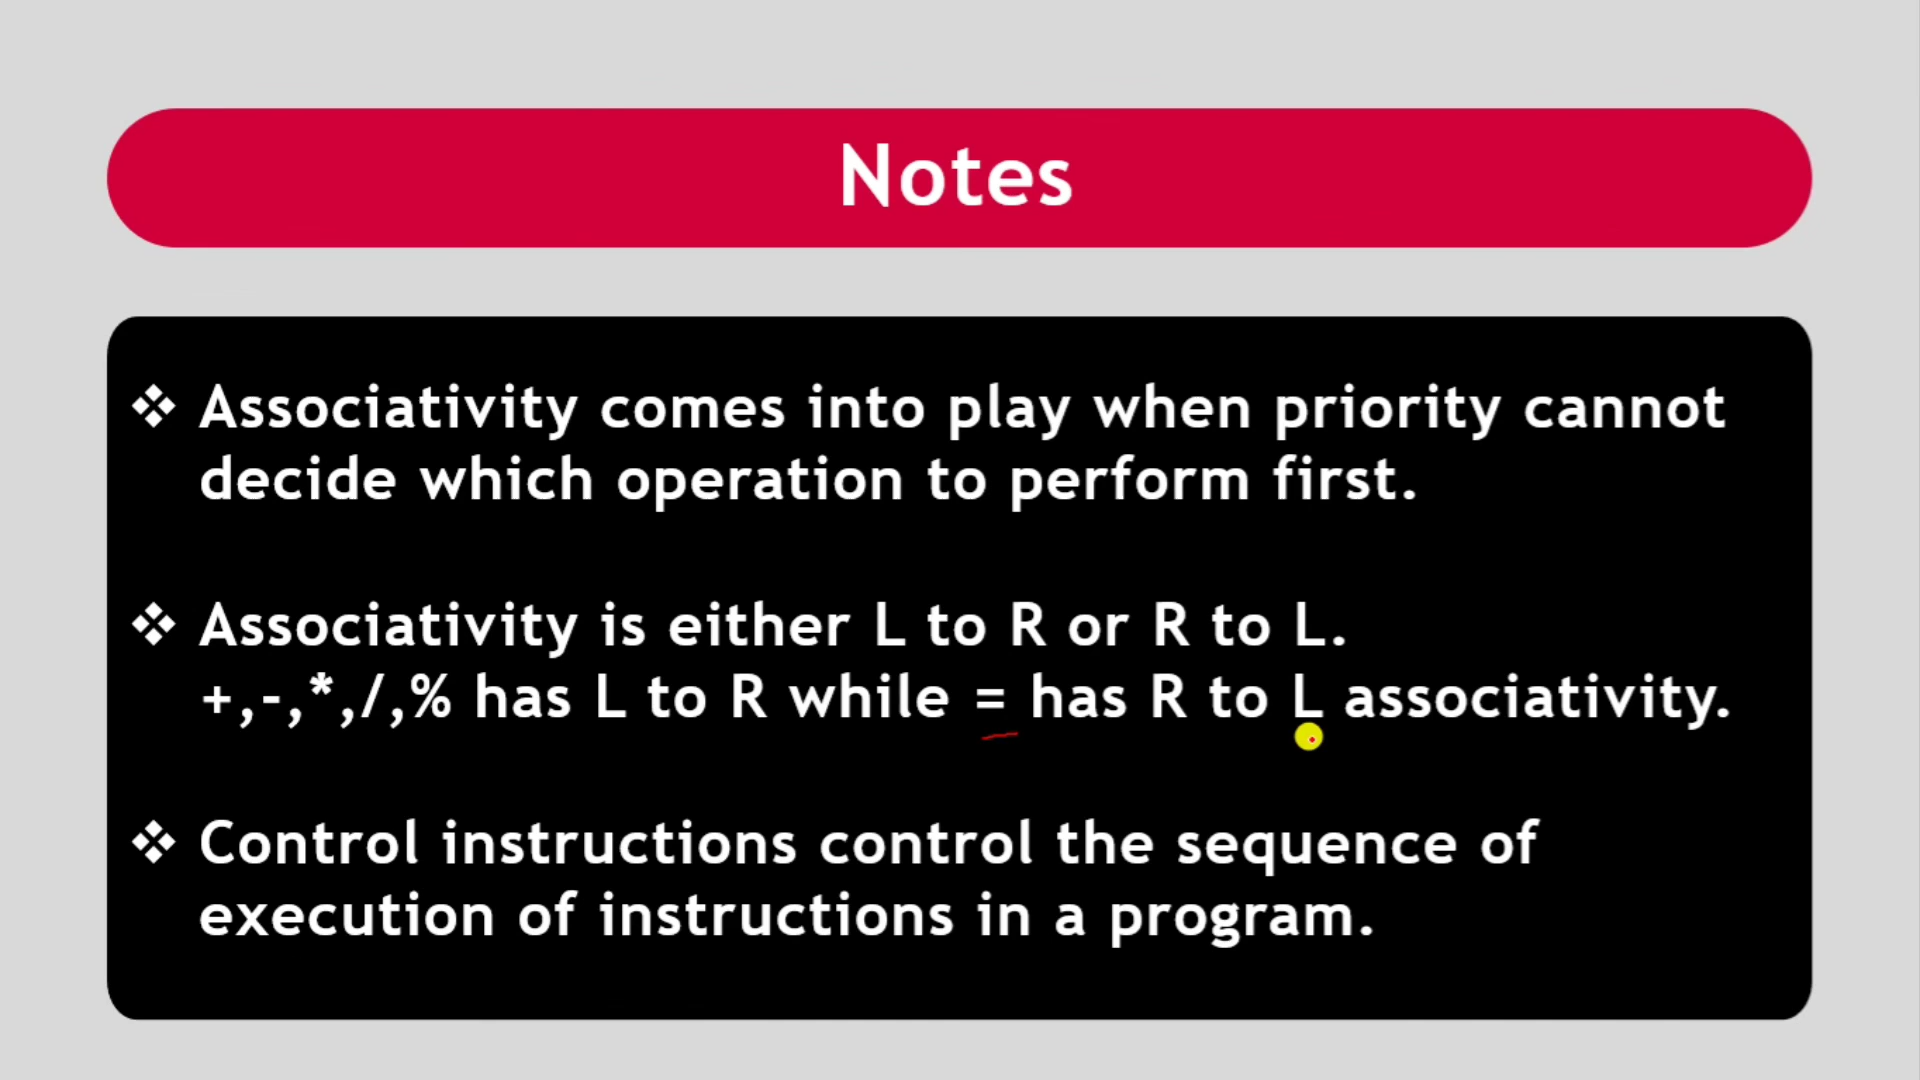 Notes
❖ Associativity comes into play when priority cannot
decide which operation to perform first.
❖ Associativity is either L to R or R to L.
+,-,*,/,% has L to R while = has R to L associativity.
❖ Control instructions control the sequence of
execution of instructions in a program.